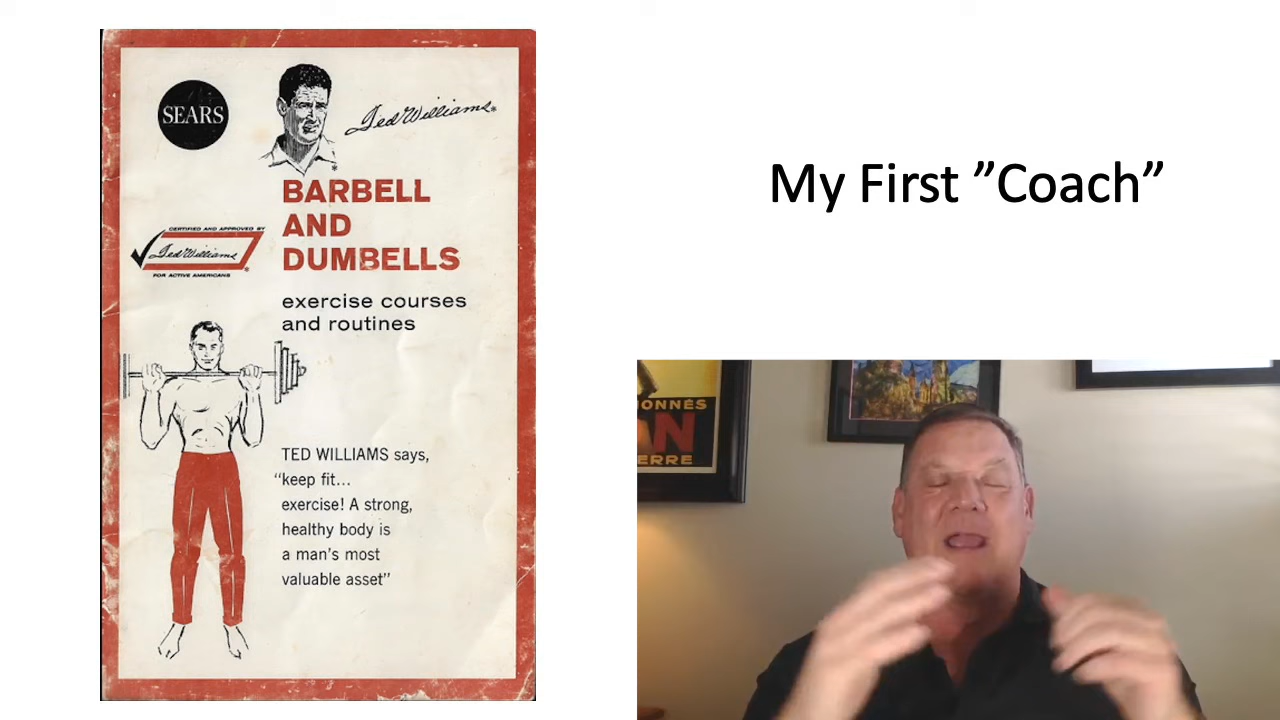 SEARS
Ted Williams*
*
BARBELL
AND
DUMBELLS
CERTIFIED AND APPROVED BY
Ted Williams
®
FOR ACTIVE AMERICANS
exercise courses
and routines
TED WILLIAMS says,
“keep fit...
exercise! A strong,
healthy body is
a man's most
valuable asset”
My First ”Coach”
IONNÉS
AN
ERRE